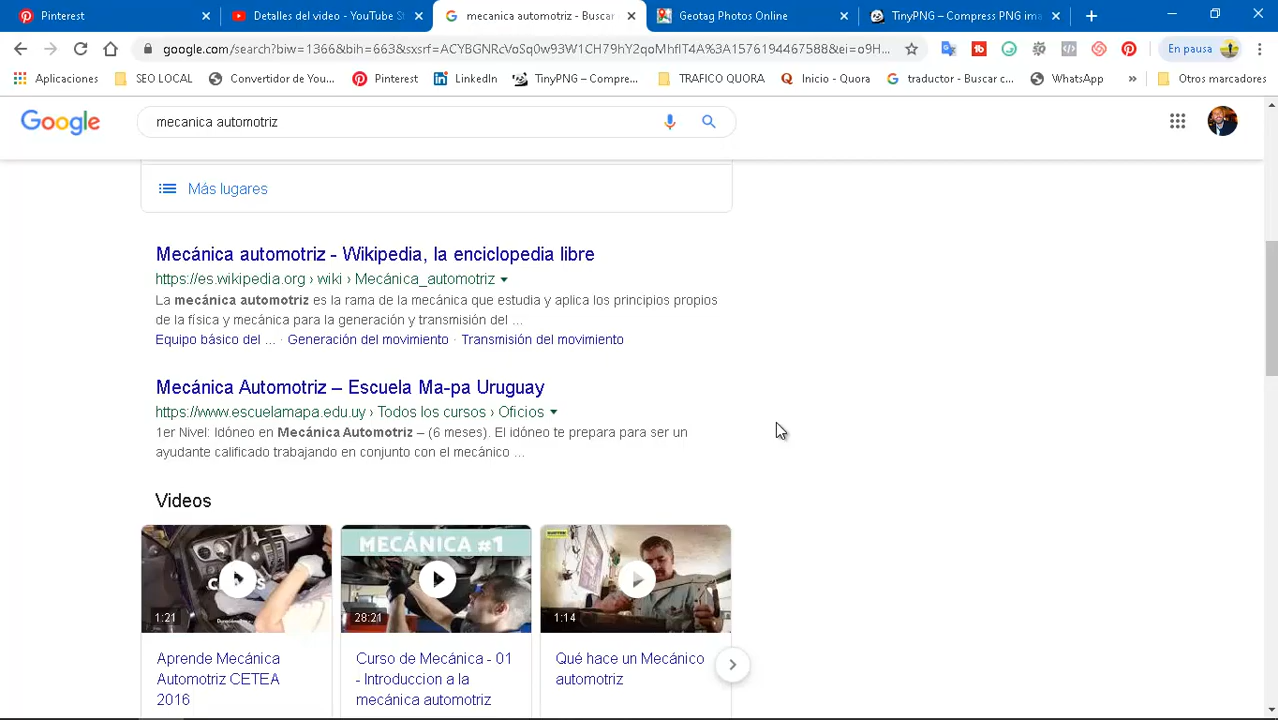 Pinterest
Detalles del video - YouTube St
mecanica automotriz - Buscar
Geotag Photos Online
TinyPNG – Compress PNG ima
google.com/search?biw=1366&bih=663&sxsrf=ACYBGNRcVoSq0w93W1CH79hY2qoMhfIT4A%3A1576194467588&ei=o9H...
En pausa
Aplicaciones
SEO LOCAL
Convertidor de You...
Pinterest
LinkedIn
TinyPNG – Compre...
TRAFICO QUORA
Inicio - Quora
traductor - Buscar c...
WhatsApp
»
Otros marcadores
Google
mecanica automotriz
Más lugares
Mecánica automotriz - Wikipedia, la enciclopedia libre
https://es.wikipedia.org › wiki › Mecánica_automotriz
La mecánica automotriz es la rama de la mecánica que estudia y aplica los principios propios
de la física y mecánica para la generación y transmisión del ...
Equipo básico del ... · Generación del movimiento · Transmisión del movimiento
Mecánica Automotriz – Escuela Ma-pa Uruguay
https://www.escuelamapa.edu.uy › Todos los cursos › Oficios
1er Nivel: Idóneo en Mecánica Automotriz – (6 meses). El idóneo te prepara para ser un
ayudante calificado trabajando en conjunto con el mecánico ...
Videos
1:21
MECÁNICA #1
28:21
1:14
Aprende Mecánica
Automotriz CETEA
2016
Curso de Mecánica - 01
- Introduccion a la
mecánica automotriz
Qué hace un Mecánico
automotriz